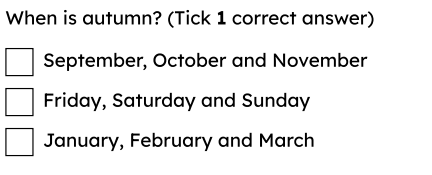 When is autumn? (Tick 1 correct answer)
September, October and November
Friday, Saturday and Sunday
January, February and March